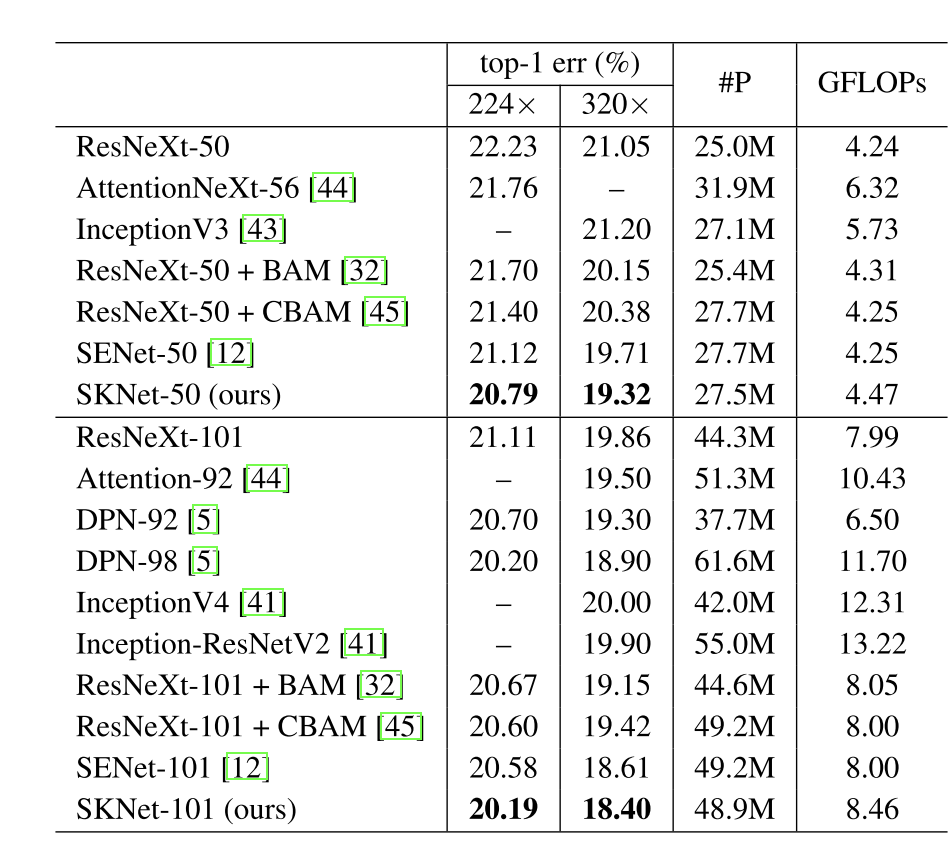 top-1 err (%) #P GFLOPs
224× 320×
ResNeXt-50 22.23 21.05 25.0M 4.24
AttentionNeXt-56 [44] 21.76 – 31.9M 6.32
InceptionV3 [43] – 21.20 27.1M 5.73
ResNeXt-50 + BAM [32] 21.70 20.15 25.4M 4.31
ResNeXt-50 + CBAM [45] 21.40 20.38 27.7M 4.25
SENet-50 [12] 21.12 19.71 27.7M 4.25
SKNet-50 (ours) 20.79 19.32 27.5M 4.47
ResNeXt-101 21.11 19.86 44.3M 7.99
Attention-92 [44] – 19.50 51.3M 10.43
DPN-92 [5] 20.70 19.30 37.7M 6.50
DPN-98 [5] 20.20 18.90 61.6M 11.70
InceptionV4 [41] – 20.00 42.0M 12.31
Inception-ResNetV2 [41] – 19.90 55.0M 13.22
ResNeXt-101 + BAM [32] 20.67 19.15 44.6M 8.05
ResNeXt-101 + CBAM [45] 20.60 19.42 49.2M 8.00
SENet-101 [12] 20.58 18.61 49.2M 8.00
SKNet-101 (ours) 20.19 18.40 48.9M 8.46